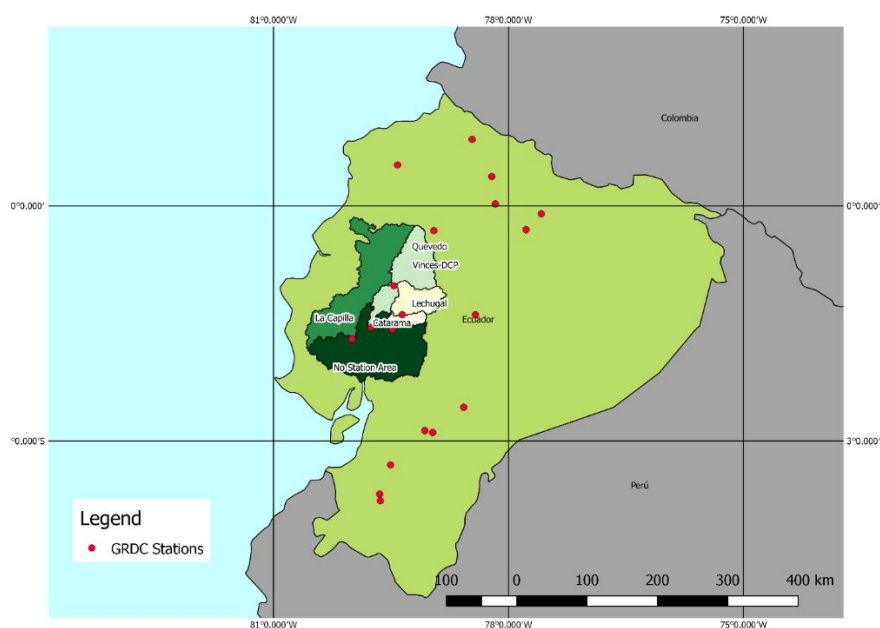 81°0.000'W 78°0.000'W 75°0.000'W
Colombia
0°0.000' 0°0.000'
Quevedo
Vinces-DCP
Lechugal
La Capilla
Catarama
Ecuador
No Station Area
°0.000'S 3°0.000'
Perú
Legend
GRDC Stations
100 0 100 200 300 400 km
81°0.000'W 78°0.000'W 75°0.000'W